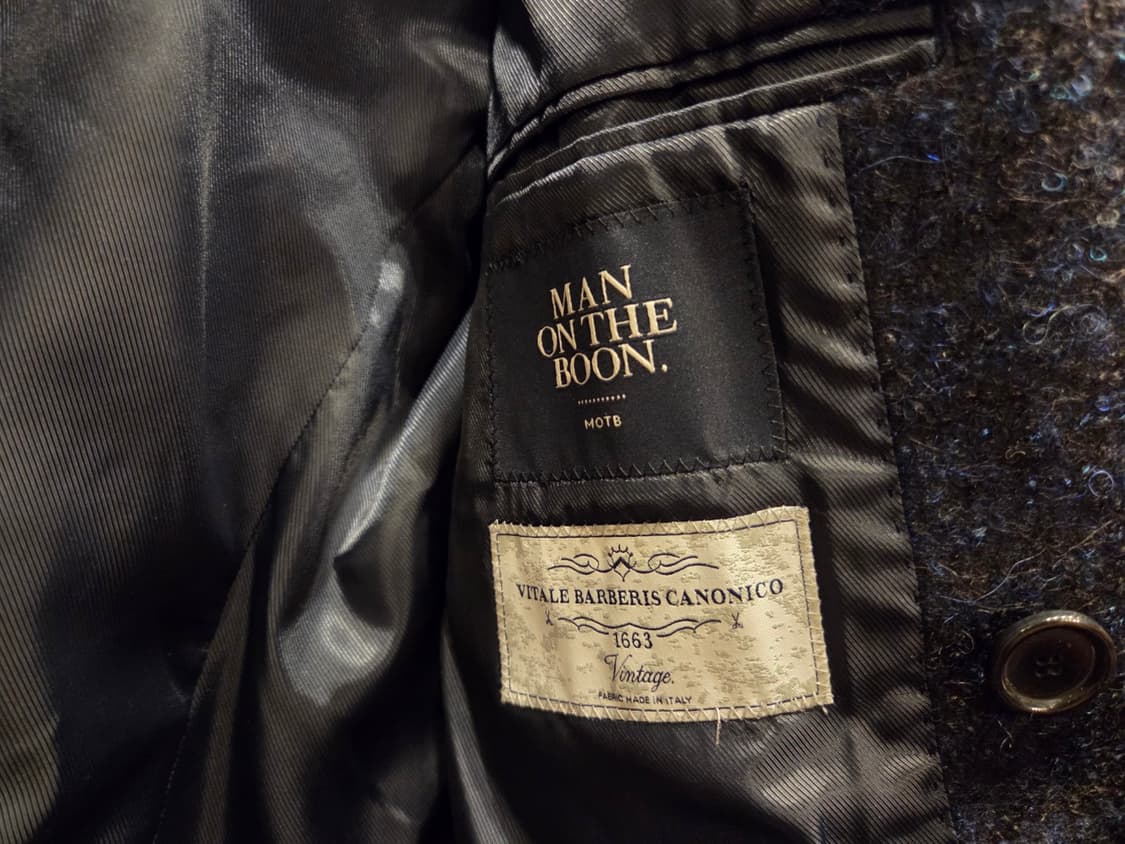 MAN
ON THE
BOON.
MOTB
VITALE BARBERIS CANONICO
1663
Vintage.
FABRIC MADE IN ITALY